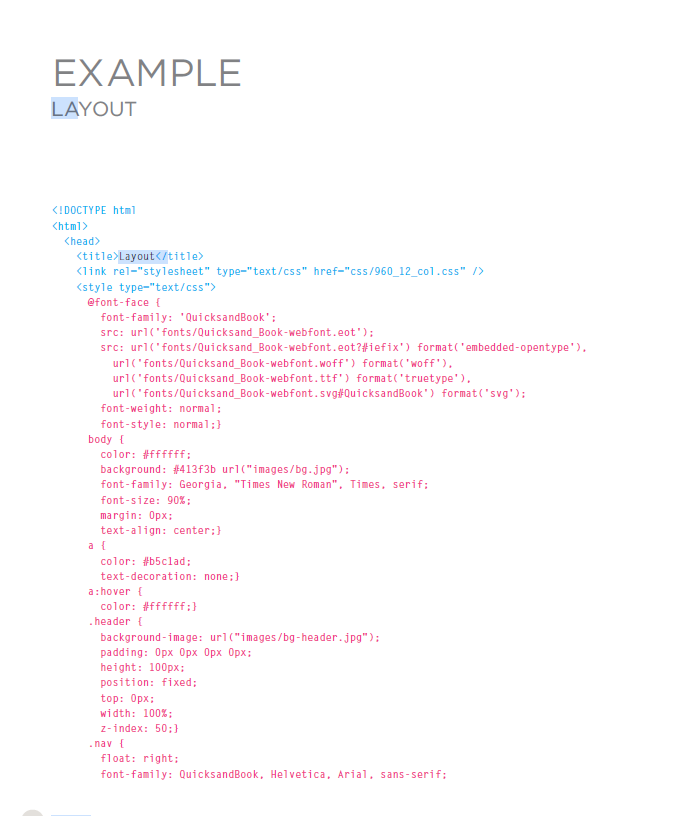 EXAMPLE
LAYOUT
<!DOCTYPE html
<html>
<head>
<title>Layout</title>
<link rel="stylesheet" type="text/css" href="css/960_12_col.css" />
<style type="text/css">
@font-face {
font-family: 'QuicksandBook';
src: url('fonts/Quicksand_Book-webfont.eot');
src: url('fonts/Quicksand_Book-webfont.eot?#iefix') format('embedded-opentype'),
url('fonts/Quicksand_Book-webfont.woff') format('woff'),
url('fonts/Quicksand_Book-webfont.ttf') format('truetype'),
url('fonts/Quicksand_Book-webfont.svg#QuicksandBook') format('svg');
font-weight: normal;
font-style: normal;}
body {
color: #ffffff;
background: #413f3b url("images/bg.jpg");
font-family: Georgia, "Times New Roman", Times, serif;
font-size: 90%;
margin: 0px;
text-align: center;}
a {
color: #b5c1ad;
text-decoration: none;}
a:hover {
color: #ffffff;}
.header {
background-image: url("images/bg-header.jpg");
padding: 0px 0px 0px 0px;
height: 100px;
position: fixed;
top: 0px;
width: 100%;
z-index: 50;}
.nav {
float: right;
font-family: QuicksandBook, Helvetica, Arial, sans-serif;